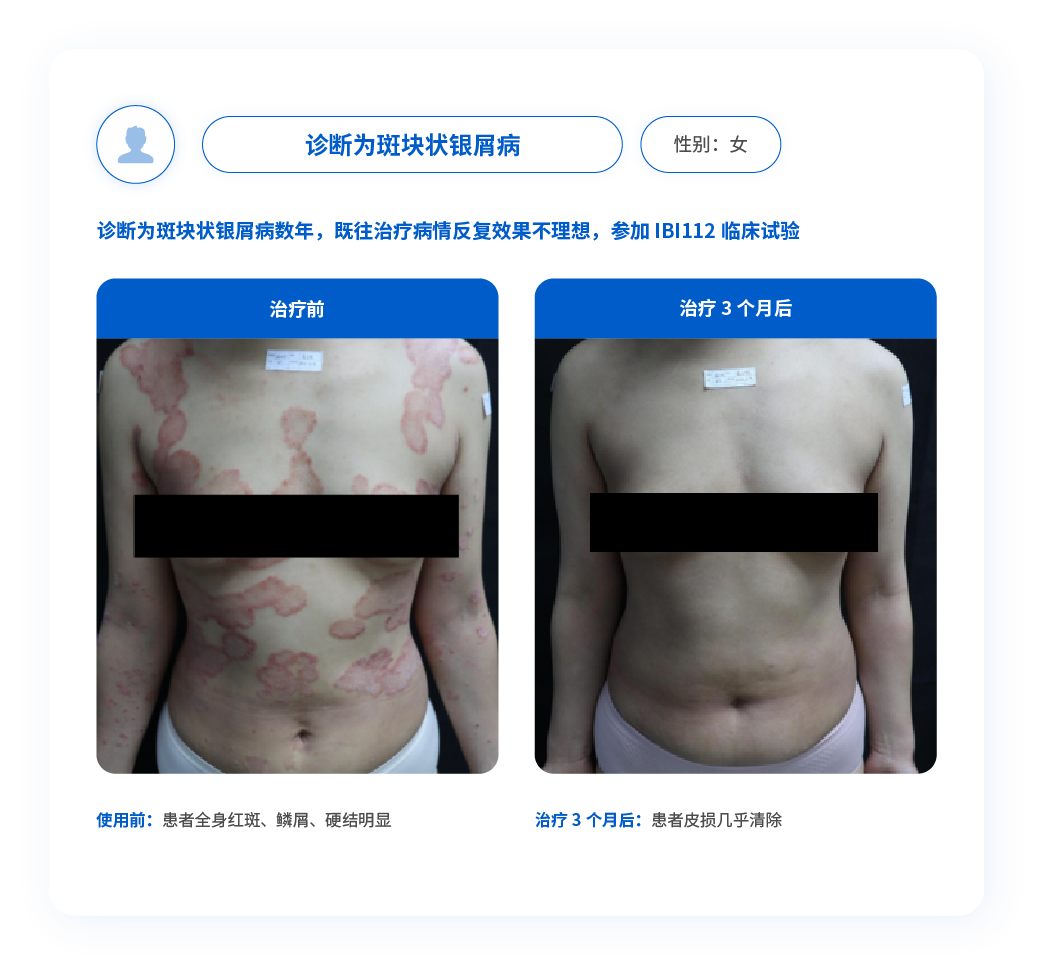 诊断为斑块状银屑病
性别：女
诊断为斑块状银屑病数年，既往治疗病情反复效果不理想，参加 IBI112 临床试验
治疗前
治疗 3 个月后
使用前：患者全身红斑、鳞屑、硬结明显
治疗 3 个月后：患者皮损几乎清除